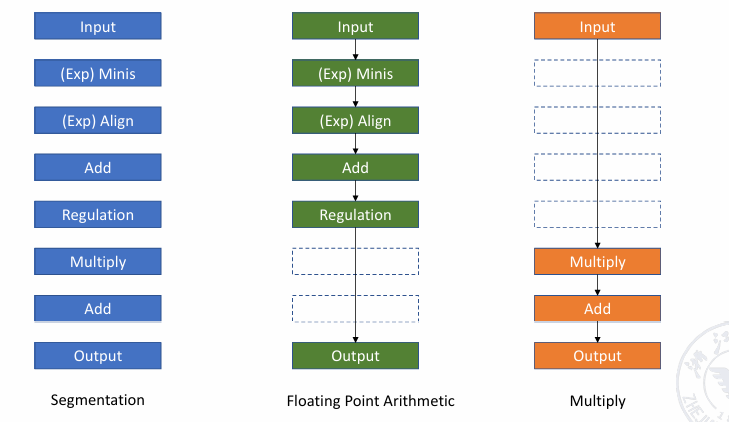 Input
(Exp) Minis
(Exp) Align
Add
Regulation
Multiply
Add
Output
Segmentation
Input
(Exp) Minis
(Exp) Align
Add
Regulation
Output
Floating Point Arithmetic
Input
Multiply
Add
Output
Multiply